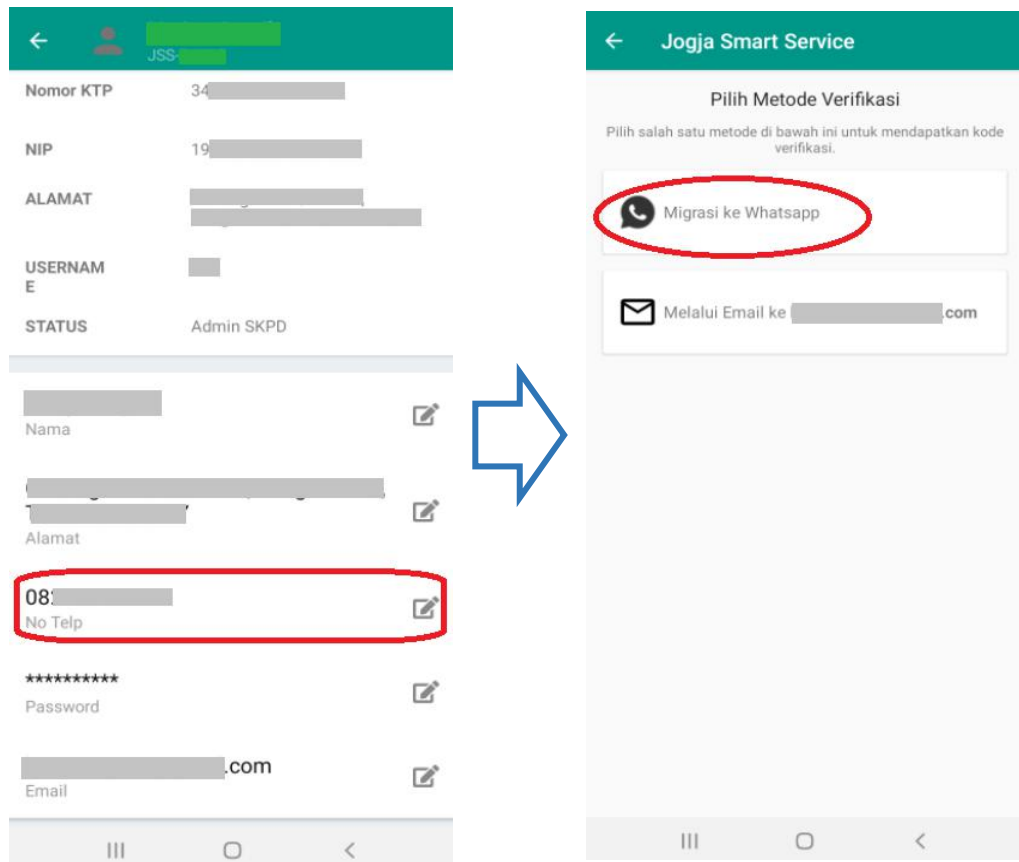 JSS-
Nomor KTP 34
NIP 19
ALAMAT
USERNAM
E
STATUS Admin SKPD
Nama
Alamat
08
No Telp
**********
Password
.com
Email
Jogja Smart Service
Pilih Metode Verifikasi
Pilih salah satu metode di bawah ini untuk mendapatkan kode
verifikasi.
Migrasi ke Whatsapp
Melalui Email ke .com